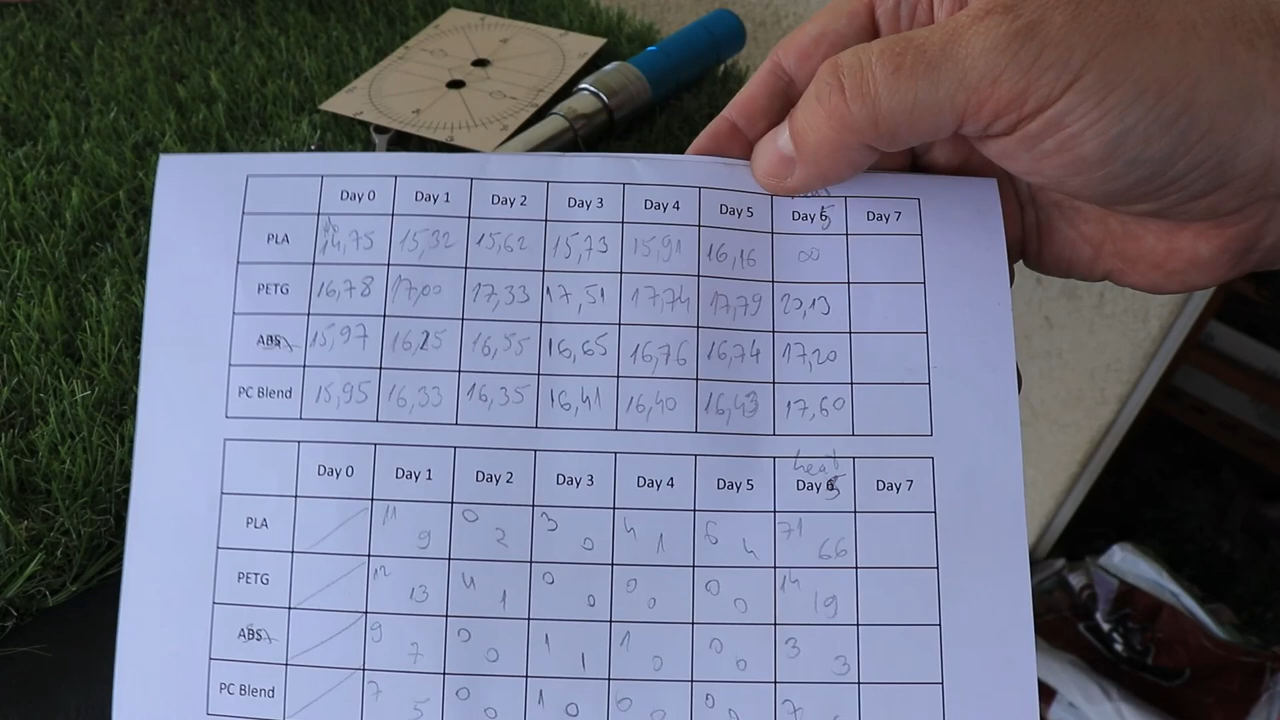 Day 0 Day 1 Day 2 Day 3 Day 4 Day 5 Day 5 Day 7
PLA 14,75 15,32 15,62 15,73 15,91 16,16 ∞
PETG 16,78 17,00 17,33 17,51 17,74 17,79 20,13
ABS 15,97 16,25 16,55 16,65 16,76 16,74 17,20
PC Blend 15,95 16,33 16,35 16,41 16,40 16,43 17,60
heat
Day 0 Day 1 Day 2 Day 3 Day 4 Day 5 Day 5 Day 7
PLA 11 9 0 2 3 0 4 1 6 4 71 66
PETG 12 13 4 1 0 0 0 0 0 0 14 19
ABS 9 7 0 0 1 1 1 0 0 0 3 3
PC Blend 7 5 0 0 1 0 0 0 0 0 7